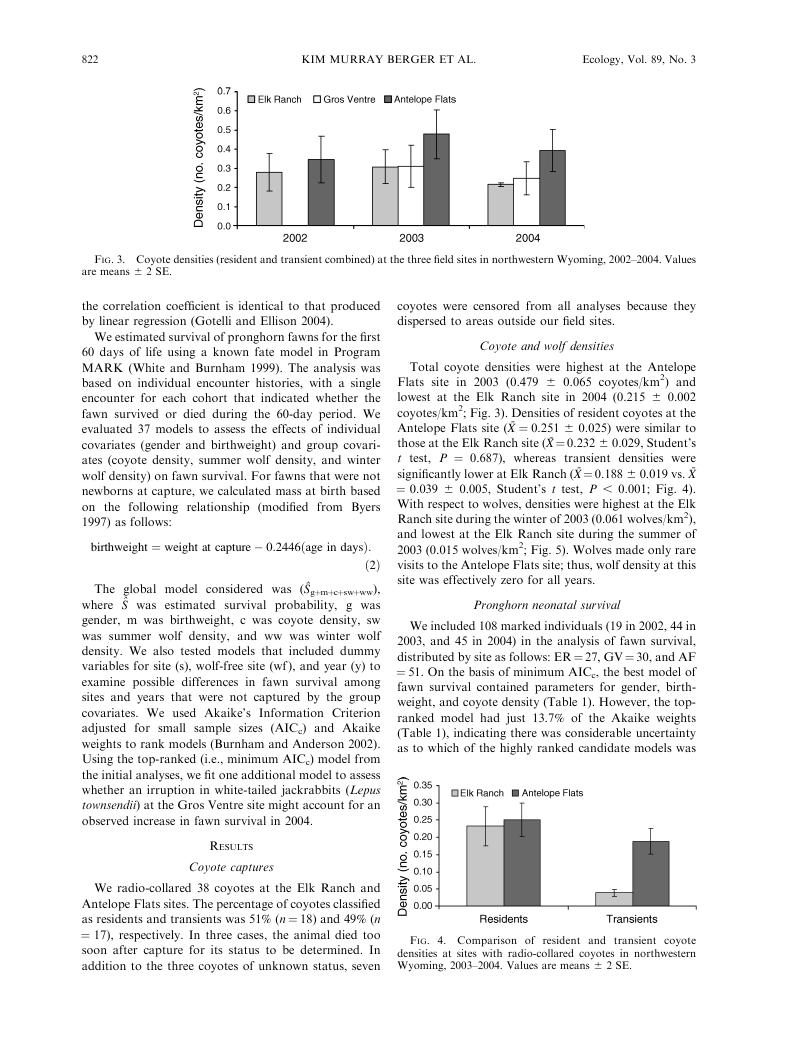 822
KIM MURRAY BERGER ET AL.
Ecology, Vol. 89, No. 3
Density (no. coyotes/km²)
0.7
0.6
0.5
0.4
0.3
0.2
0.1
0.0
Elk Ranch
Gros Ventre
Antelope Flats
2002
2003
2004
FIG. 3. Coyote densities (resident and transient combined) at the three field sites in northwestern Wyoming, 2002–2004. Values
are means ± 2 SE.
the correlation coefficient is identical to that produced
by linear regression (Gotelli and Ellison 2004).
We estimated survival of pronghorn fawns for the first
60 days of life using a known fate model in Program
MARK (White and Burnham 1999). The analysis was
based on individual encounter histories, with a single
encounter for each cohort that indicated whether the
fawn survived or died during the 60-day period. We
evaluated 37 models to assess the effects of individual
covariates (gender and birthweight) and group covari-
ates (coyote density, summer wolf density, and winter
wolf density) on fawn survival. For fawns that were not
newborns at capture, we calculated mass at birth based
on the following relationship (modified from Byers
1997) as follows:
birthweight = weight at capture − 0.2446(age in days).
(2)
The global model considered was (Ŝg+m+c+sw+ww),
where Ŝ was estimated survival probability, g was
gender, m was birthweight, c was coyote density, sw
was summer wolf density, and ww was winter wolf
density. We also tested models that included dummy
variables for site (s), wolf-free site (wf), and year (y) to
examine possible differences in fawn survival among
sites and years that were not captured by the group
covariates. We used Akaike's Information Criterion
adjusted for small sample sizes (AICc) and Akaike
weights to rank models (Burnham and Anderson 2002).
Using the top-ranked (i.e., minimum AICc) model from
the initial analyses, we fit one additional model to assess
whether an irruption in white-tailed jackrabbits (Lepus
townsendii) at the Gros Ventre site might account for an
observed increase in fawn survival in 2004.
RESULTS
Coyote captures
We radio-collared 38 coyotes at the Elk Ranch and
Antelope Flats sites. The percentage of coyotes classified
as residents and transients was 51% (n = 18) and 49% (n
= 17), respectively. In three cases, the animal died too
soon after capture for its status to be determined. In
addition to the three coyotes of unknown status, seven
coyotes were censored from all analyses because they
dispersed to areas outside our field sites.
Coyote and wolf densities
Total coyote densities were highest at the Antelope
Flats site in 2003 (0.479 ± 0.065 coyotes/km²) and
lowest at the Elk Ranch site in 2004 (0.215 ± 0.002
coyotes/km²; Fig. 3). Densities of resident coyotes at the
Antelope Flats site (X̄ = 0.251 ± 0.025) were similar to
those at the Elk Ranch site (X̄ = 0.232 ± 0.029, Student's
t test, P = 0.687), whereas transient densities were
significantly lower at Elk Ranch (X̄ = 0.188 ± 0.019 vs. X̄
= 0.039 ± 0.005, Student's t test, P < 0.001; Fig. 4).
With respect to wolves, densities were highest at the Elk
Ranch site during the winter of 2003 (0.061 wolves/km²),
and lowest at the Elk Ranch site during the summer of
2003 (0.015 wolves/km²; Fig. 5). Wolves made only rare
visits to the Antelope Flats site; thus, wolf density at this
site was effectively zero for all years.
Pronghorn neonatal survival
We included 108 marked individuals (19 in 2002, 44 in
2003, and 45 in 2004) in the analysis of fawn survival,
distributed by site as follows: ER = 27, GV = 30, and AF
= 51. On the basis of minimum AICc, the best model of
fawn survival contained parameters for gender, birth-
weight, and coyote density (Table 1). However, the top-
ranked model had just 13.7% of the Akaike weights
(Table 1), indicating there was considerable uncertainty
as to which of the highly ranked candidate models was
Density (no. coyotes/km²)
0.35
0.30
0.25
0.20
0.15
0.10
0.05
0.00
Elk Ranch
Antelope Flats
Residents
Transients
FIG. 4. Comparison of resident and transient coyote
densities at sites with radio-collared coyotes in northwestern
Wyoming, 2003–2004. Values are means ± 2 SE.